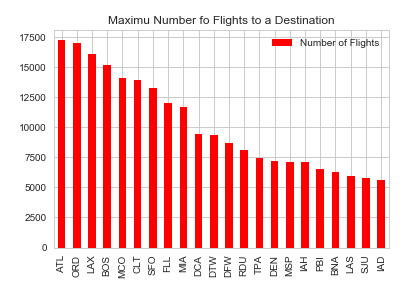 Maximu Number fo Flights to a Destination
Number of Flights
17500
15000
12500
10000
7500
5000
2500
0
ATL ORD LAX BOS MCO CLT SFO FLL MIA DCA DTW DFW RDU TPA DEN MSP IAH PBI BNA LAS SJU IAD